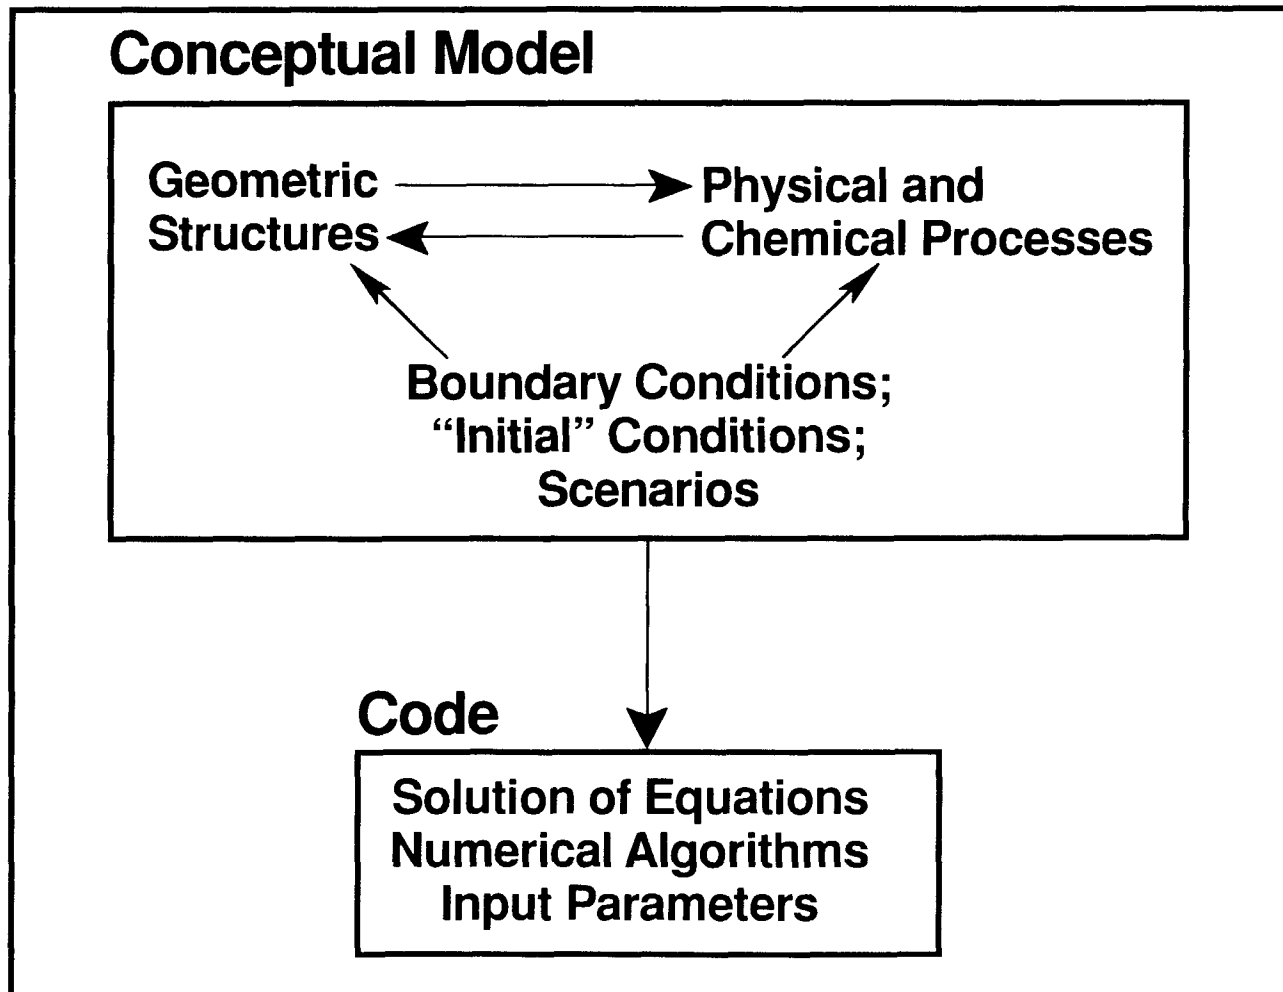 Conceptual Model
Geometric
Structures
Physical and
Chemical Processes
Boundary Conditions;
“Initial” Conditions;
Scenarios
Code
Solution of Equations
Numerical Algorithms
Input Parameters